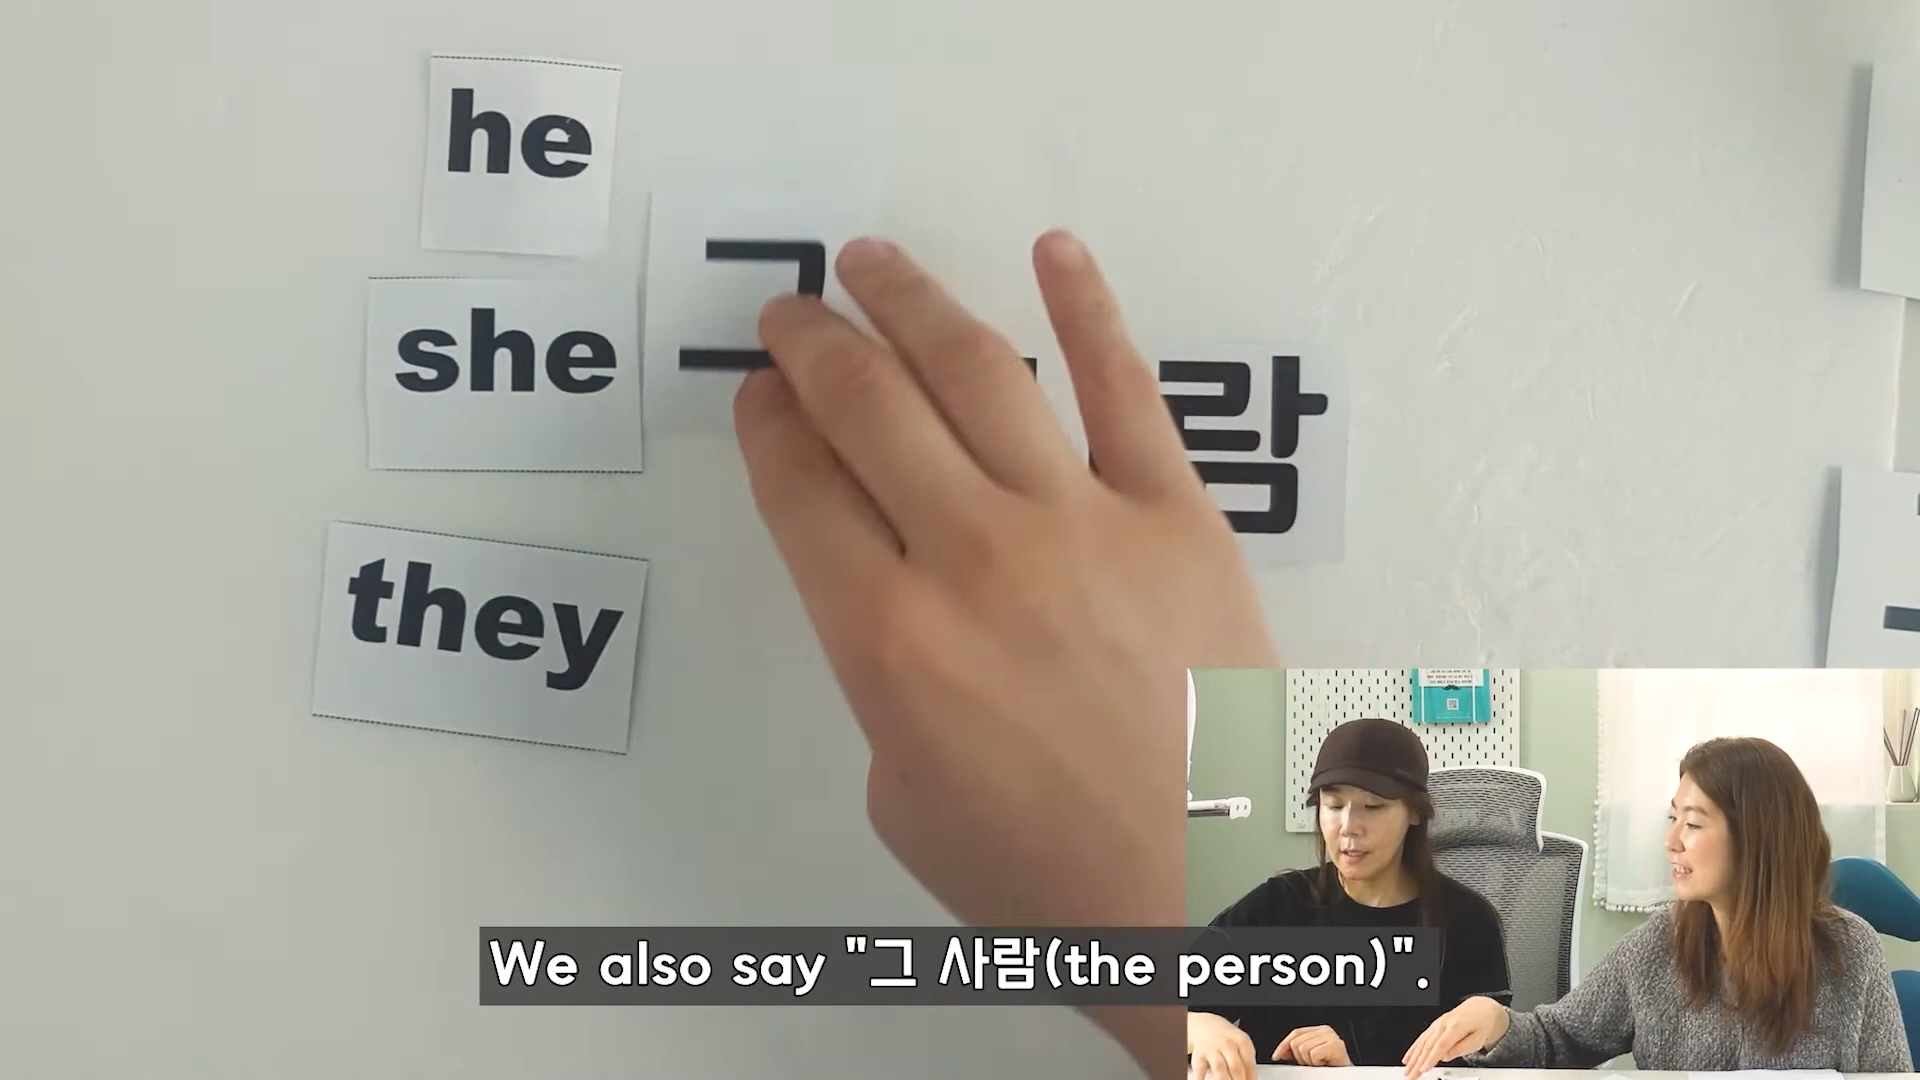 he
그
she
람
they
We also say "그 사람(the person)".